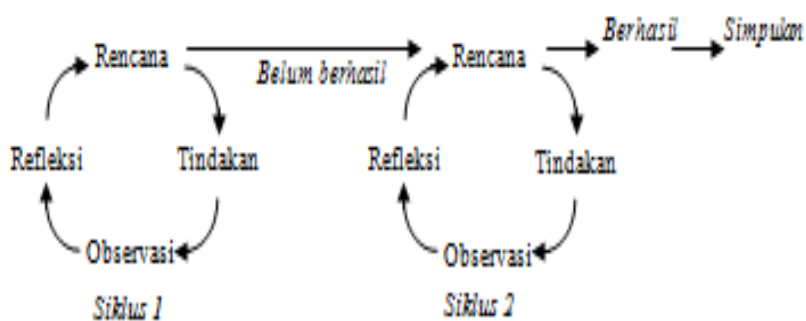 Rencana
Belum berhasil
Rencana
Berhasil
Simpulan
Refleksi
Tindakan
Refleksi
Tindakan
Observasi
Observasi
Siklus 1
Siklus 2